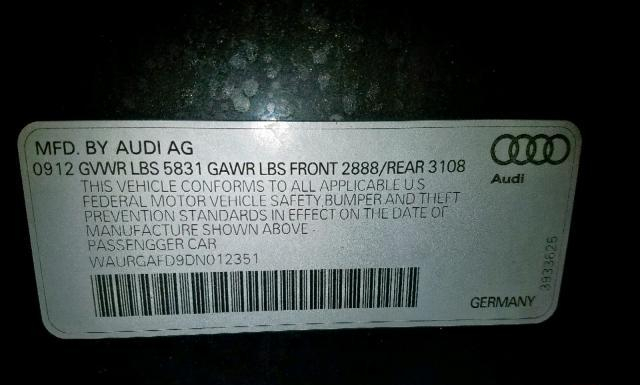 MFD. BY AUDI AG
0912 GVWR LBS 5831 GAWR LBS FRONT 2888/REAR 3108
THIS VEHICLE CONFORMS TO ALL APPLICABLE U.S
FEDERAL MOTOR VEHICLE SAFETY,BUMPER AND THEFT
PREVENTION STANDARDS IN EFFECT ON THE DATE OF
MANUFACTURE SHOWN ABOVE -
PASSENGGER CAR
WAURGAFD9DN012351
Audi
3933625
GERMANY